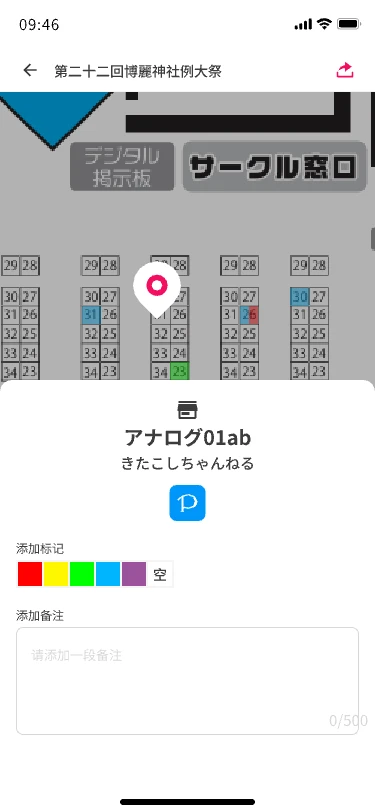 09:46
第二十二回博麗神社例大祭
デジタル
掲示板
サークル窓口
29 28 29 28 29 28 29 28 29 28
30 27 30 27 27 30 27 30 27
31 26 31 26 31 26 31 26 31 26
32 25 32 25 32 25 32 25 32 25
33 24 33 24 33 24 33 24 33 24
34 23 34 23 34 23 34 23 34 23
アナログ01ab
きたこしちゃんねる
添加标记
空
添加备注
请添加一段备注
0/500